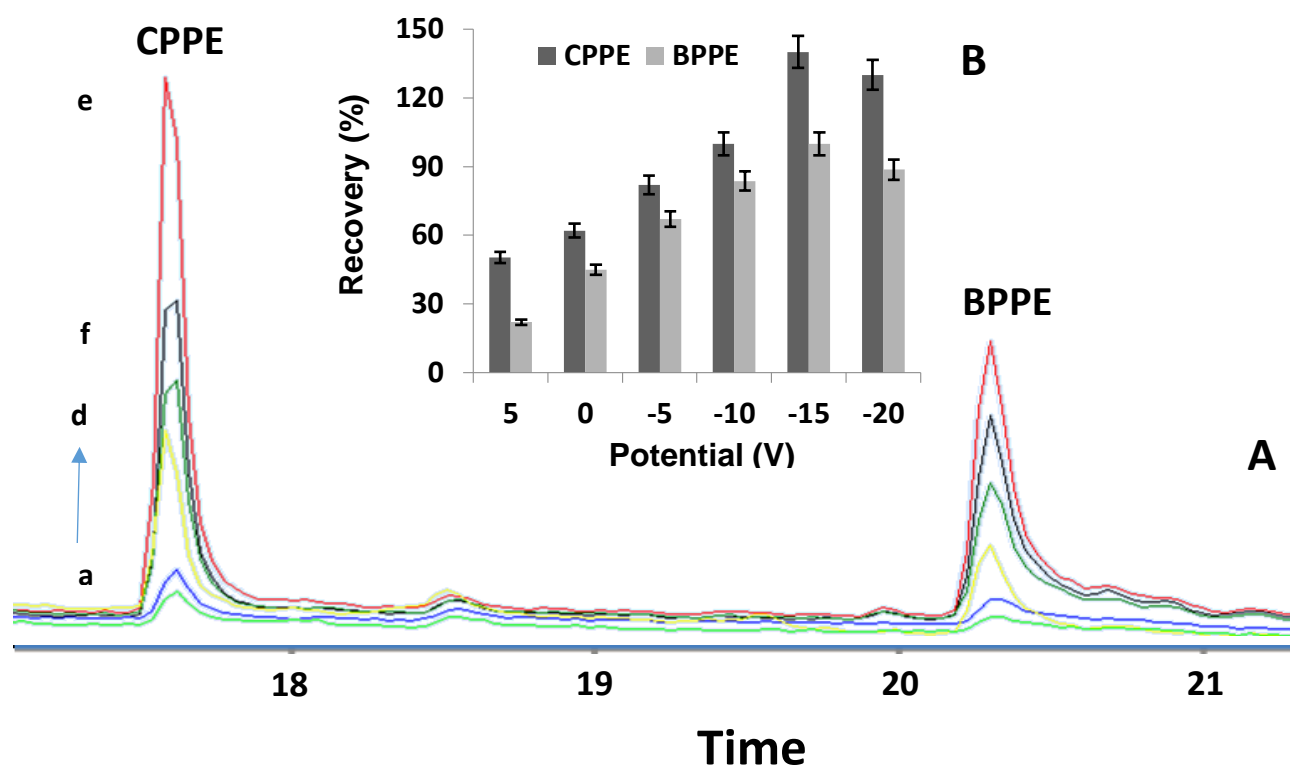 CPPE
e
f
d
a
150
120
90
60
30
0
Recovery (%)
CPPE BPPE
B
5 0 -5 -10 -15 -20
Potential (V)
BPPE
A
18 19 20 21
Time